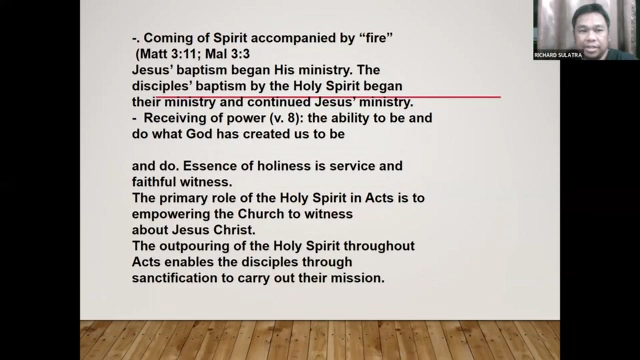 -. Coming of Spirit accompanied by “fire”
(Matt 3:11; Mal 3:3
Jesus’ baptism began His ministry. The
disciples’ baptism by the Holy Spirit began
their ministry and continued Jesus’ ministry.
- Receiving of power (v. 8): the ability to be and
do what God has created us to be
and do. Essence of holiness is service and
faithful witness.
The primary role of the Holy Spirit in Acts is to
empowering the Church to witness
about Jesus Christ.
The outpouring of the Holy Spirit throughout
Acts enables the disciples through
sanctification to carry out their mission.
RICHARD SULATRA